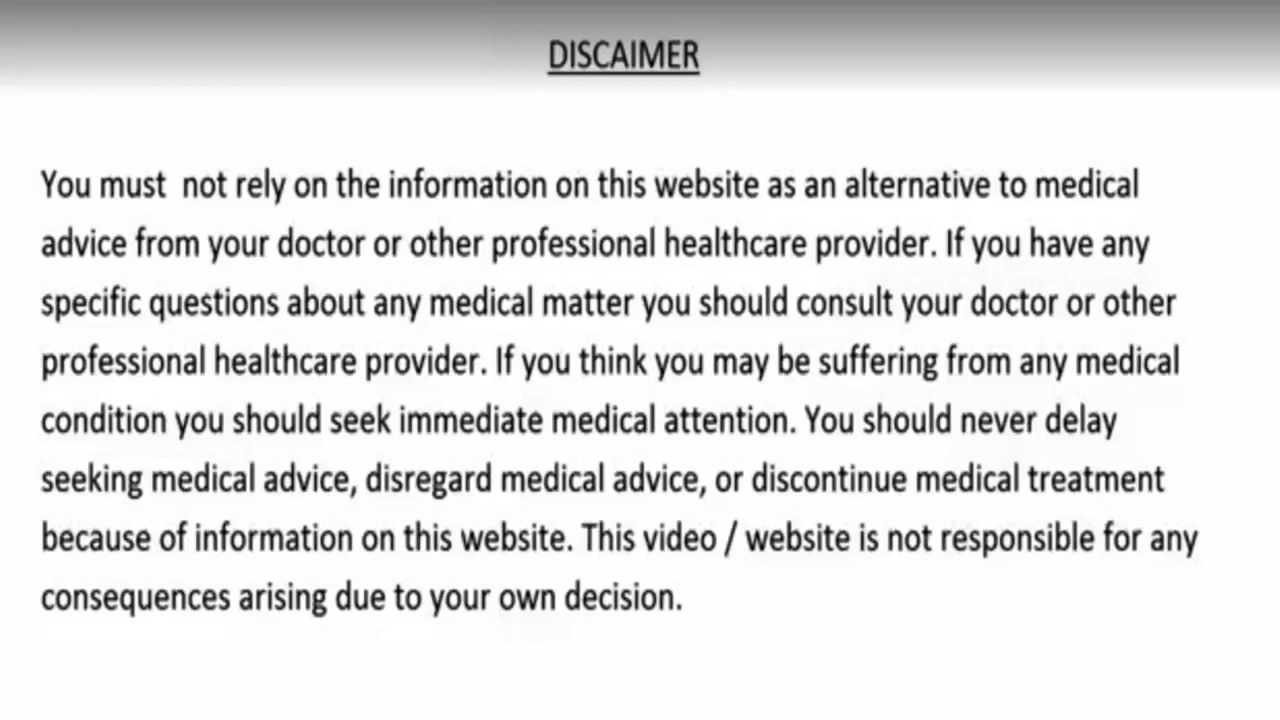 DISCAIMER
You must  not rely on the information on this website as an alternative to medical
advice from your doctor or other professional healthcare provider. If you have any
specific questions about any medical matter you should consult your doctor or other
professional healthcare provider. If you think you may be suffering from any medical
condition you should seek immediate medical attention. You should never delay
seeking medical advice, disregard medical advice, or discontinue medical treatment
because of information on this website. This video / website is not responsible for any
consequences arising due to your own decision.